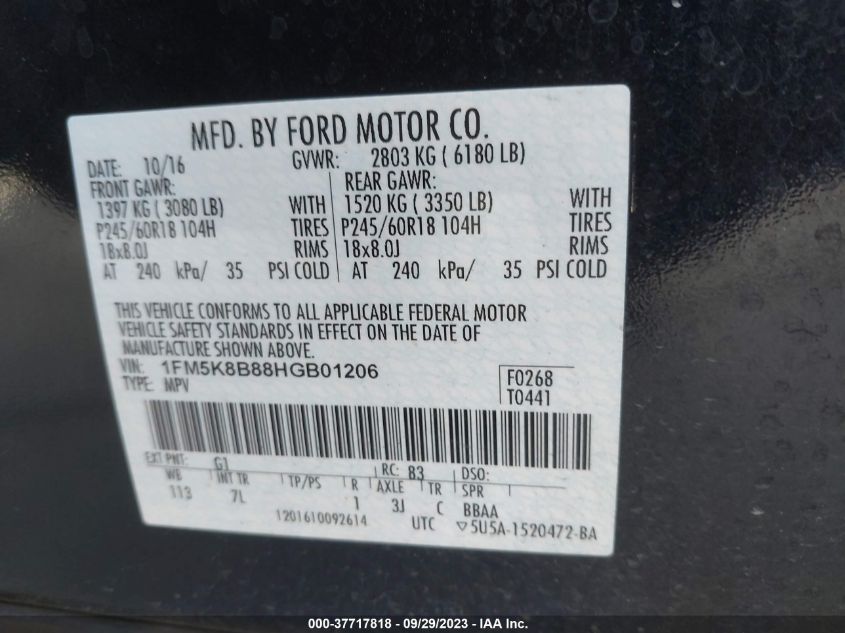 MFD. BY FORD MOTOR CO.
DATE: 10/16 GVWR: 2803 KG ( 6180 LB)
FRONT GAWR: REAR GAWR:
1397 KG ( 3080 LB) WITH 1520 KG ( 3350 LB) WITH
P245/60R18 104H TIRES P245/60R18 104H TIRES
18x8.0J RIMS 18x8.0J RIMS
AT 240 kPa/ 35 PSI COLD AT 240 kPa/ 35 PSI COLD
THIS VEHICLE CONFORMS TO ALL APPLICABLE FEDERAL MOTOR
VEHICLE SAFETY STANDARDS IN EFFECT ON THE DATE OF
MANUFACTURE SHOWN ABOVE.
VIN: 1FM5K8B88HGB01206 F0268
TYPE: MPV T0441
EXT PNT: G1 RC: 83 DSO:
WB INT TR TP/PS R AXLE TR SPR
113 7L 1 3J C BBAA
1201610092614 UTC ▽5U5A-1520472-BA
000-37717818 - 09/29/2023 - IAA Inc.